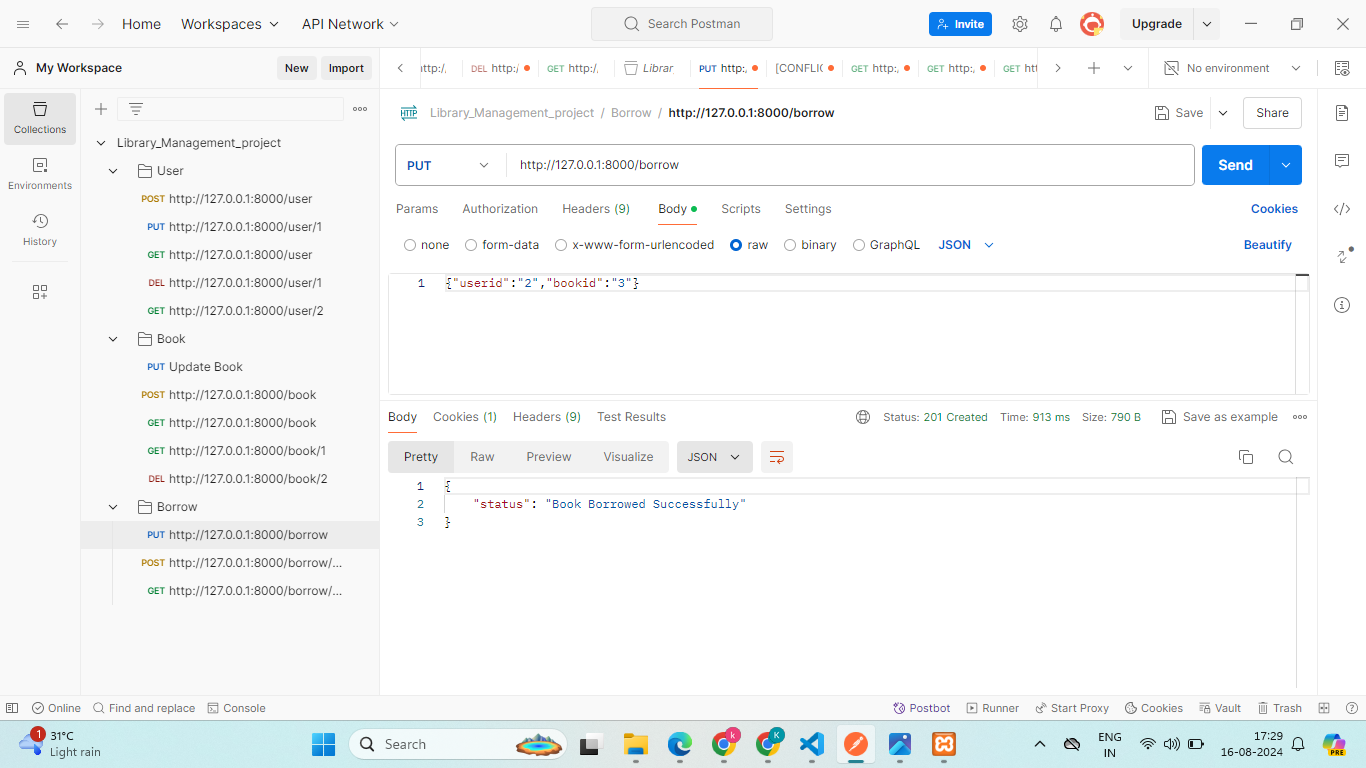 Home Workspaces API Network Search Postman Invite Upgrade
My Workspace New Import DEL http:/ GET http:/ Librar PUT http:/ [CONFLIC GET http:/ GET http:/ GET No environment
Collections
Environments
History
Library_Management_project
User
POST http://127.0.0.1:8000/user
PUT http://127.0.0.1:8000/user/1
GET http://127.0.0.1:8000/user
DEL http://127.0.0.1:8000/user/1
GET http://127.0.0.1:8000/user/2
Book
PUT Update Book
POST http://127.0.0.1:8000/book
GET http://127.0.0.1:8000/book
GET http://127.0.0.1:8000/book/1
DEL http://127.0.0.1:8000/book/2
Borrow
PUT http://127.0.0.1:8000/borrow
POST http://127.0.0.1:8000/borrow/...
GET http://127.0.0.1:8000/borrow/...
HTTP Library_Management_project / Borrow / http://127.0.0.1:8000/borrow Save Share
PUT http://127.0.0.1:8000/borrow Send
Params Authorization Headers (9) Body Scripts Settings Cookies
none form-data x-www-form-urlencoded raw binary GraphQL JSON Beautify
1 {"userid":"2","bookid":"3"}
Body Cookies (1) Headers (9) Test Results Status: 201 Created Time: 913 ms Size: 790 B Save as example
Pretty Raw Preview Visualize JSON
1 {
2 "status": "Book Borrowed Successfully"
3 }
Online Find and replace Console Postbot Runner Start Proxy Cookies Vault Trash
1 31°C
Light rain
Search
k K
PRE
ENG
IN
17:29
16-08-2024